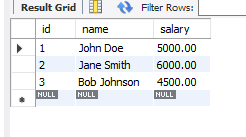 Result Grid Filter Rows:
id name salary
1 John Doe 5000.00
2 Jane Smith 6000.00
3 Bob Johnson 4500.00
NULL NULL NULL